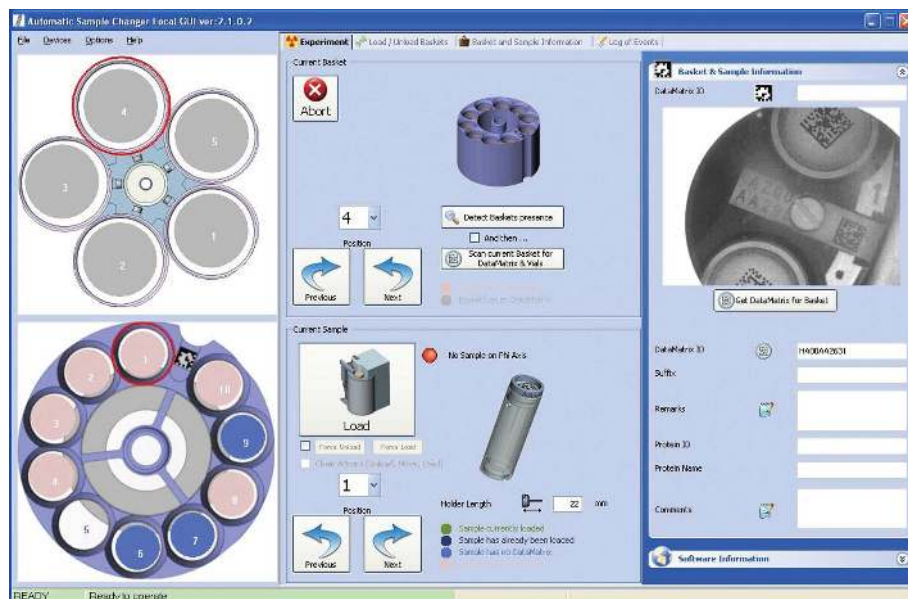 Automatic Sample Changer Local GUI ver:2.1.0.2
File Devices Options Help
4
5
3
1
2
1
2
10
3
9
4
8
5
7
6
Experiment
Load / Unload Baskets
Basket and Sample Information
Log of Events
Current Basket
Abort
4
Position
Previous
Next
Detect Baskets presence
And then ...
Scan current Basket for
DataMatrix & Vials
Current Sample
Load
No Sample on Phi Axis
Force Unload
Force Load
1
Position
Previous
Next
Holder Length
22
mm
Sample currently loaded
Sample has already been loaded
Sample has no DataMatrix
Basket & Sample Information
DataMatrix ID
Get DataMatrix for Basket
DataMatrix ID
HA00AA2631
Suffix
Remarks
Protein ID
Protein Name
Comments
Software Information
READY
Ready to operate